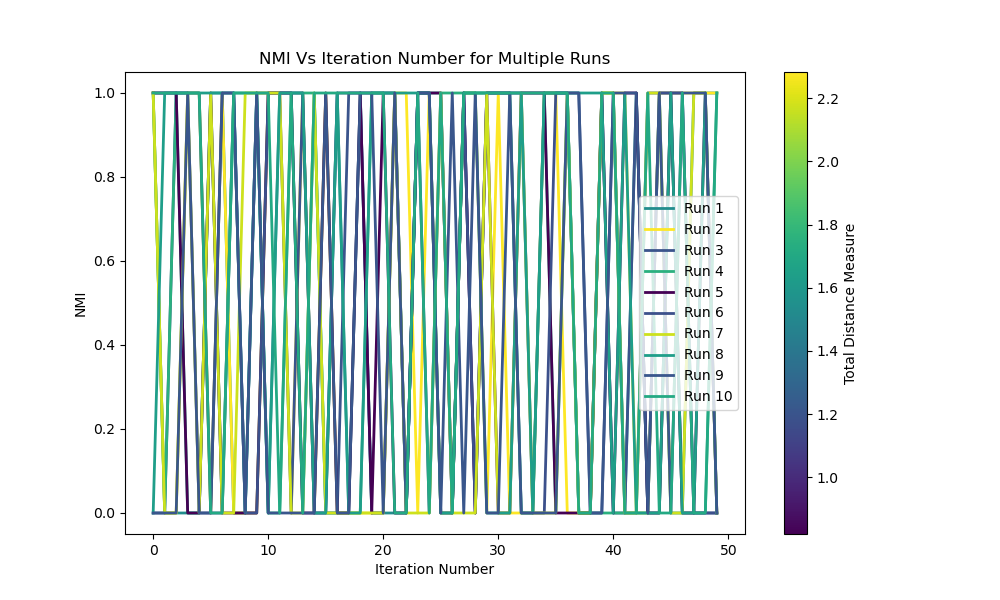 NMI Vs Iteration Number for Multiple Runs
NMI
1.0
0.8
0.6
0.4
0.2
0.0
0
10
20
30
40
50
Iteration Number
Run 1
Run 2
Run 3
Run 4
Run 5
Run 6
Run 7
Run 8
Run 9
Run 10
2.2
2.0
1.8
1.6
1.4
1.2
1.0
Total Distance Measure